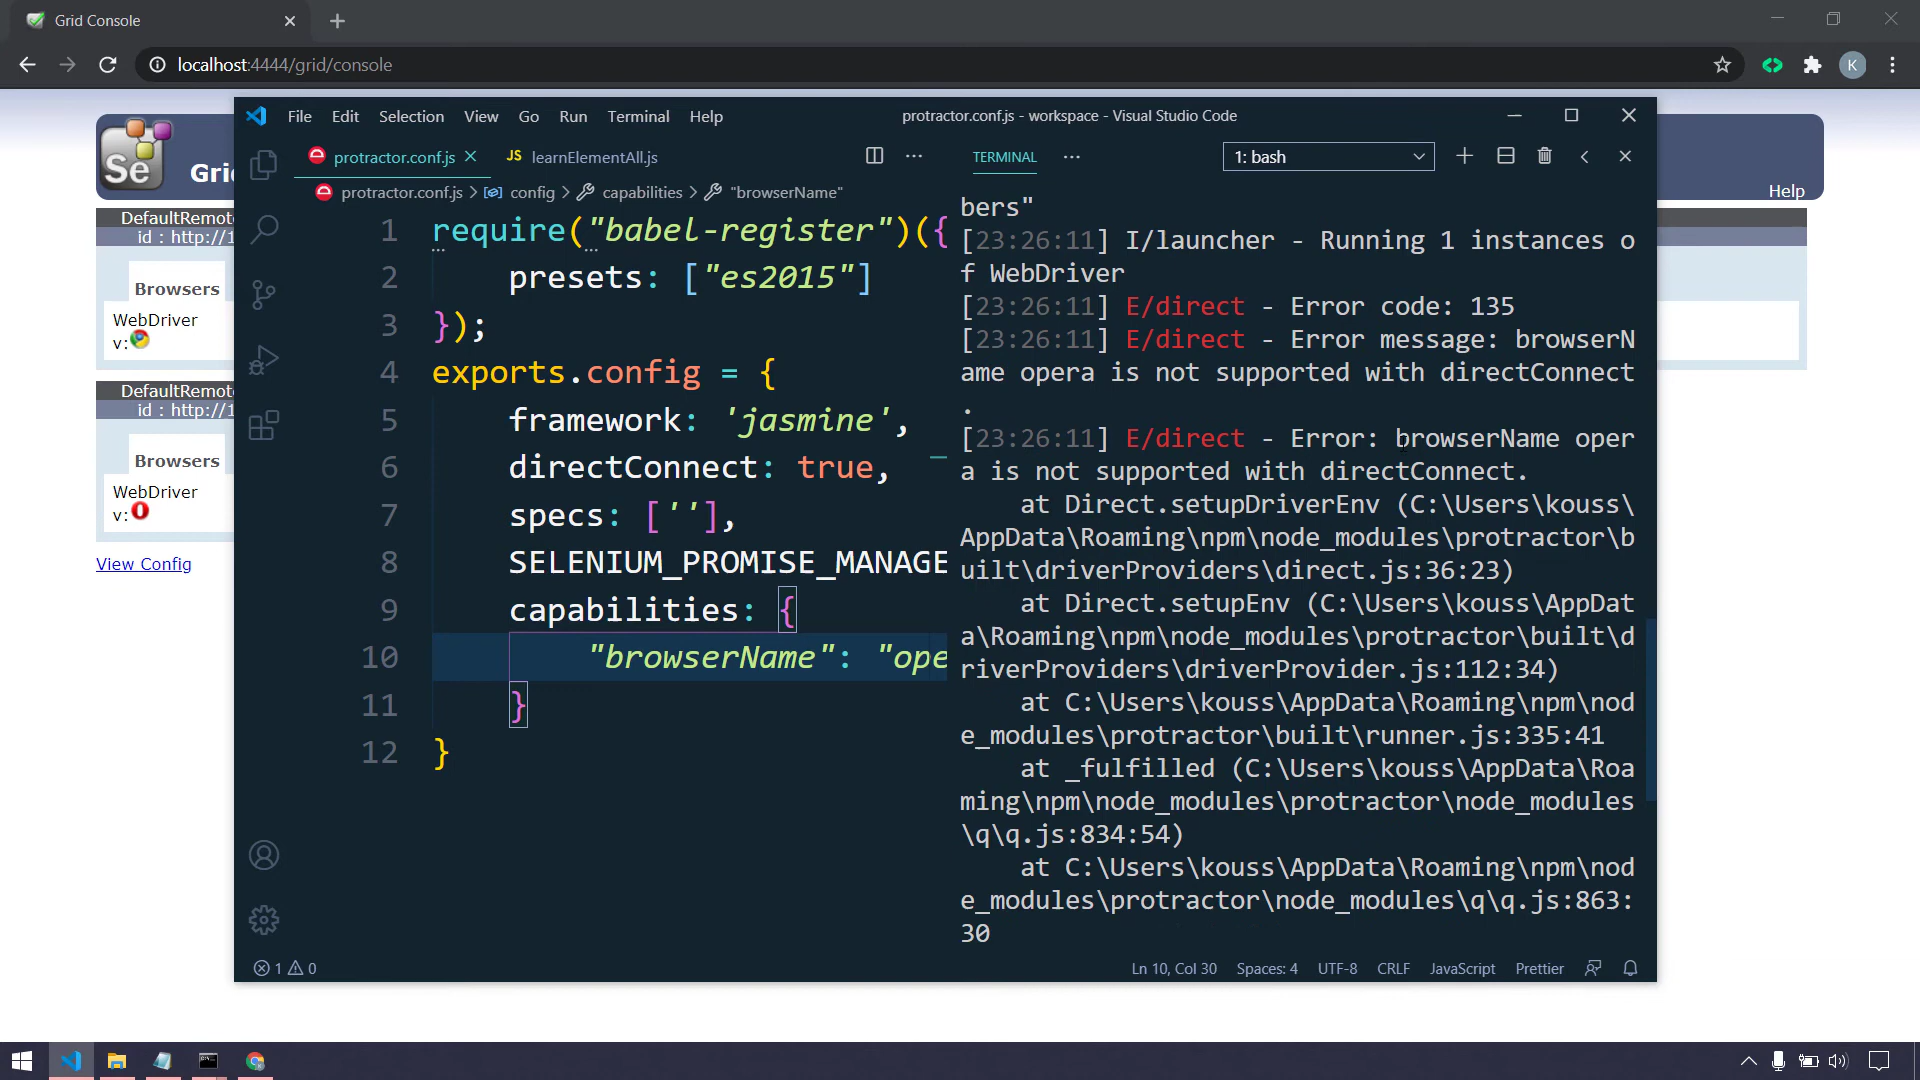 Grid Console
localhost:4444/grid/console
Help
DefaultRemote
id : http://1
Browsers
WebDriver
v:
DefaultRemote
id : http://1
Browsers
WebDriver
v:
View Config
File Edit Selection View Go Run Terminal Help
protractor.conf.js - workspace - Visual Studio Code
protractor.conf.js
JS learnElementAll.js
protractor.conf.js > config > capabilities > "browserName"
1 require("babel-register")({
2 presets: ["es2015"]
3 });
4 exports.config = {
5 framework: 'jasmine',
6 directConnect: true,
7 specs: [''],
8 SELENIUM_PROMISE_MANAGE
9 capabilities: {
10 "browserName": "ope
11 }
12 }
TERMINAL
1: bash
bers"
[23:26:11] I/launcher - Running 1 instances o
f WebDriver
[23:26:11] E/direct - Error code: 135
[23:26:11] E/direct - Error message: browserN
ame opera is not supported with directConnect
.
[23:26:11] E/direct - Error: browserName oper
a is not supported with directConnect.
at Direct.setupDriverEnv (C:\Users\kouss\
AppData\Roaming\npm\node_modules\protractor\b
uilt\driverProviders\direct.js:36:23)
at Direct.setupEnv (C:\Users\kouss\AppDat
a\Roaming\npm\node_modules\protractor\built\d
riverProviders\driverProvider.js:112:34)
at C:\Users\kouss\AppData\Roaming\npm\nod
e_modules\protractor\built\runner.js:335:41
at _fulfilled (C:\Users\kouss\AppData\Roa
ming\npm\node_modules\protractor\node_modules
\q\q.js:834:54)
at C:\Users\kouss\AppData\Roaming\npm\nod
e_modules\protractor\node_modules\q\q.js:863:
30
1 0
Ln 10, Col 30 Spaces: 4 UTF-8 CRLF JavaScript Prettier
K
Se
Gri